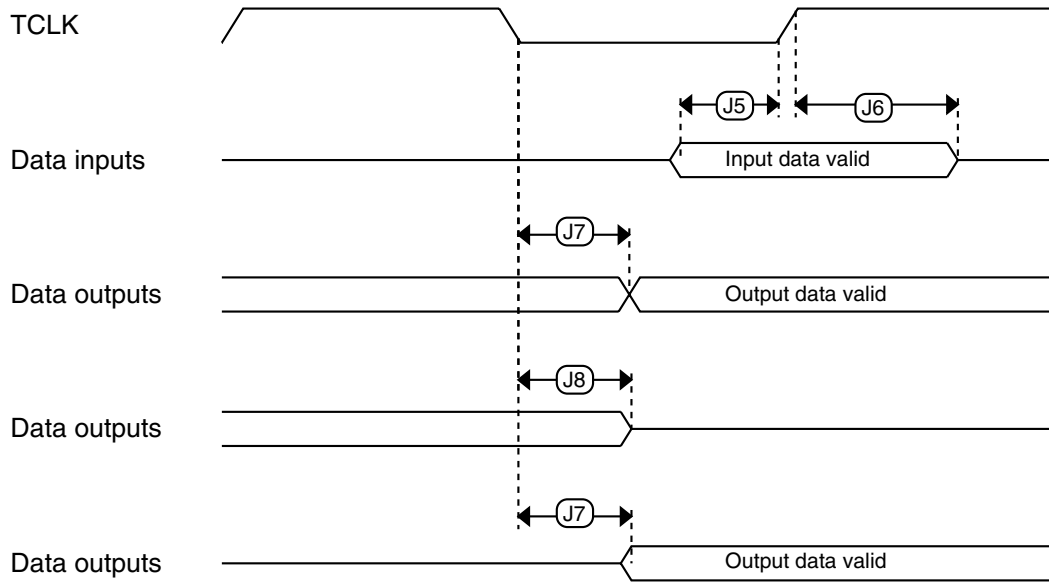 TCLK
J5
J6
Data inputs
Input data valid
J7
Data outputs
Output data valid
J8
Data outputs
J7
Data outputs
Output data valid